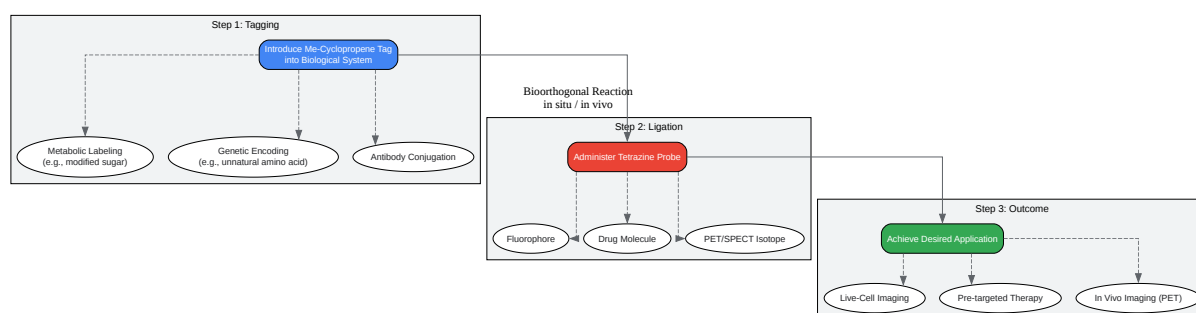 Step 1: Tagging
Introduce Me-Cyclopropene Tag
into Biological System
Metabolic Labeling
(e.g., modified sugar)
Genetic Encoding
(e.g., unnatural amino acid)
Antibody Conjugation
Bioorthogonal Reaction
in situ / in vivo
Step 2: Ligation
Administer Tetrazine Probe
Fluorophore
Drug Molecule
PET/SPECT Isotope
Step 3: Outcome
Achieve Desired Application
Live-Cell Imaging
Pre-targeted Therapy
In Vivo Imaging (PET)